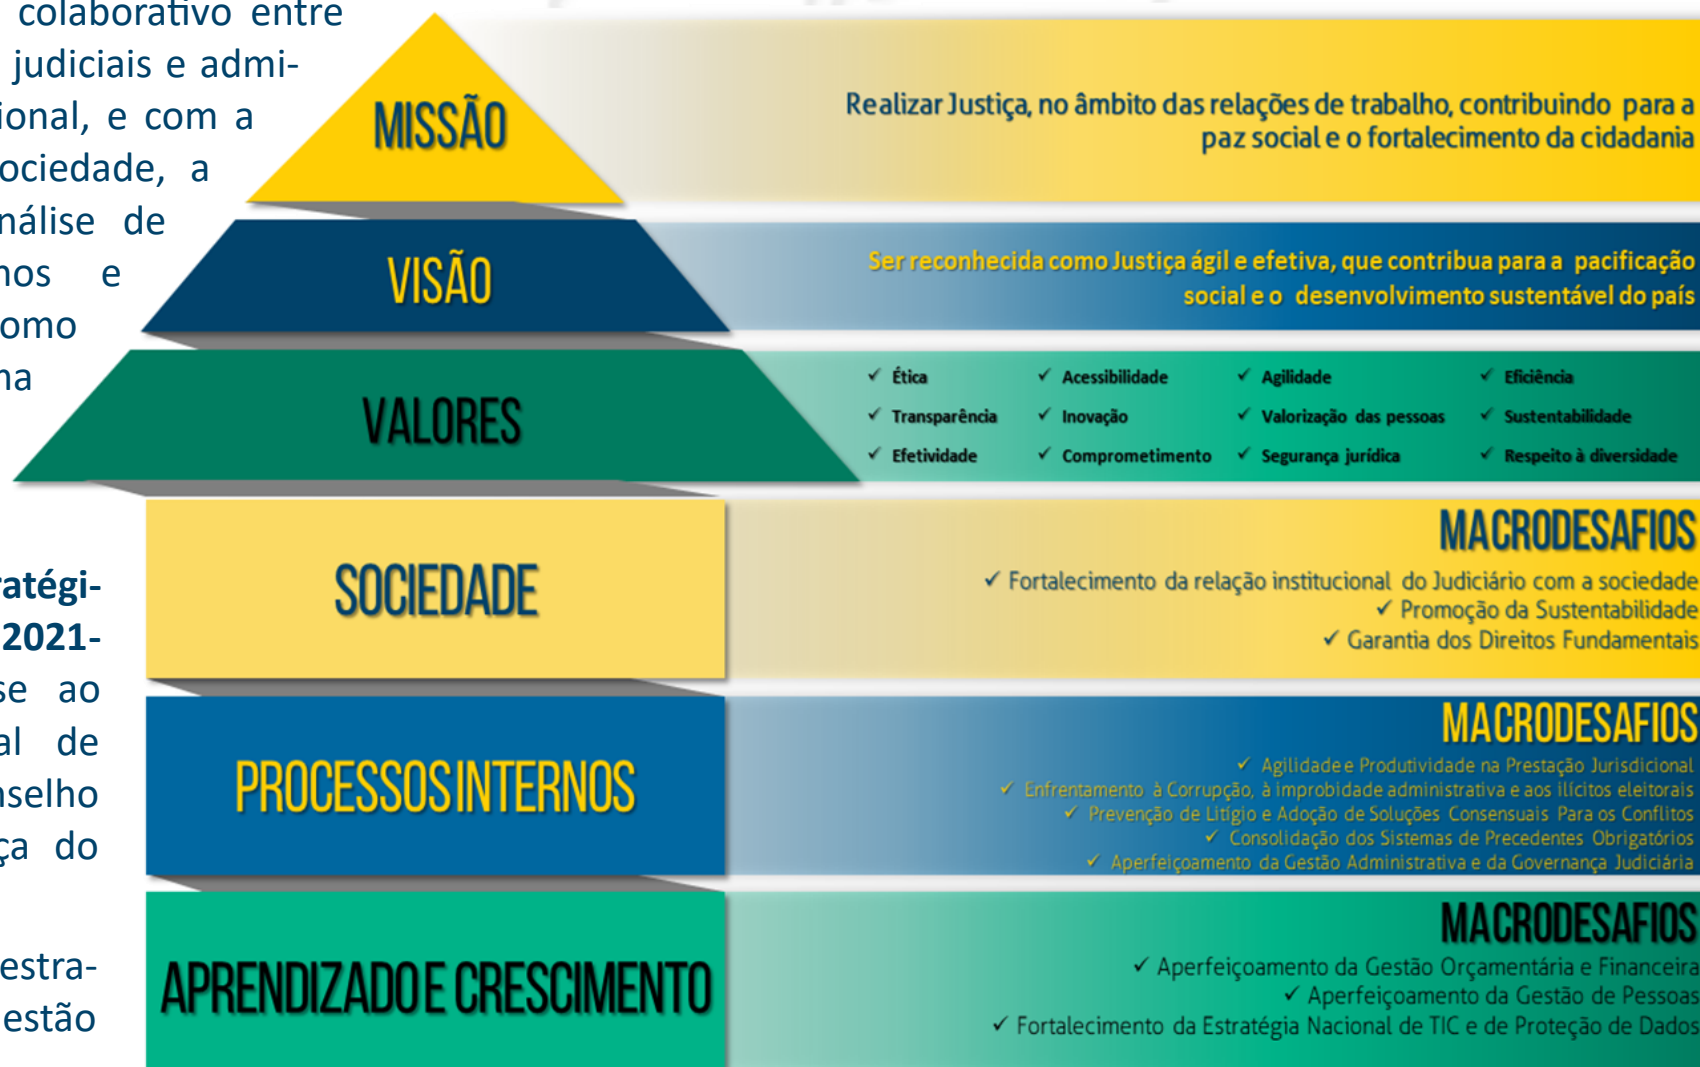 colaborativo entre
judiciais e admi-
ional, e com a
ociedade, a
nálise de
nos e
omo
na
ratégi-
2021-
se ao
al de
nselho
ça do
estra-
estão
MISSÃO
Realizar Justiça, no âmbito das relações de trabalho, contribuindo para a
paz social e o fortalecimento da cidadania
VISÃO
Ser reconhecida como Justiça ágil e efetiva, que contribua para a pacificação
social e o desenvolvimento sustentável do país
VALORES
✓ Ética ✓ Acessibilidade ✓ Agilidade ✓ Eficiência
✓ Transparência ✓ Inovação ✓ Valorização das pessoas ✓ Sustentabilidade
✓ Efetividade ✓ Comprometimento ✓ Segurança jurídica ✓ Respeito à diversidade
SOCIEDADE
MACRODESAFIOS
✓ Fortalecimento da relação institucional do Judiciário com a sociedade
✓ Promoção da Sustentabilidade
✓ Garantia dos Direitos Fundamentais
PROCESSOS INTERNOS
MACRODESAFIOS
✓ Agilidade e Produtividade na Prestação Jurisdicional
✓ Enfrentamento à Corrupção, à improbidade administrativa e aos ilícitos eleitorais
✓ Prevenção de Litígio e Adoção de Soluções Consensuais Para os Conflitos
✓ Consolidação dos Sistemas de Precedentes Obrigatórios
✓ Aperfeiçoamento da Gestão Administrativa e da Governança Judiciária
APRENDIZADO E CRESCIMENTO
MACRODESAFIOS
✓ Aperfeiçoamento da Gestão Orçamentária e Financeira
✓ Aperfeiçoamento da Gestão de Pessoas
✓ Fortalecimento da Estratégia Nacional de TIC e de Proteção de Dados